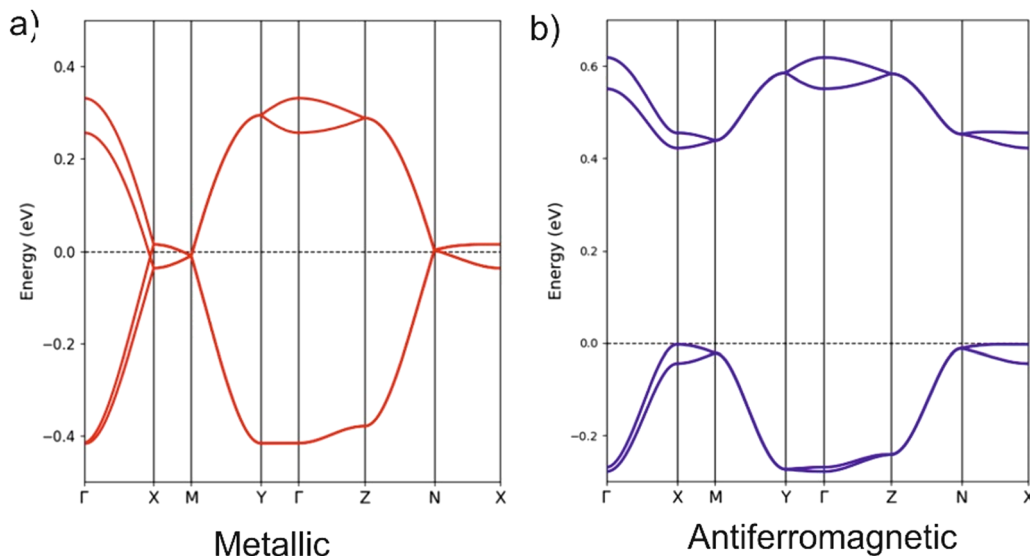 a)
0.4
0.2
0.0
−0.2
−0.4
Energy (eV)
Γ X M Y Γ Z N X
Metallic
b)
0.6
0.4
0.2
0.0
−0.2
Energy (eV)
Γ X M Y Γ Z N X
Antiferromagnetic